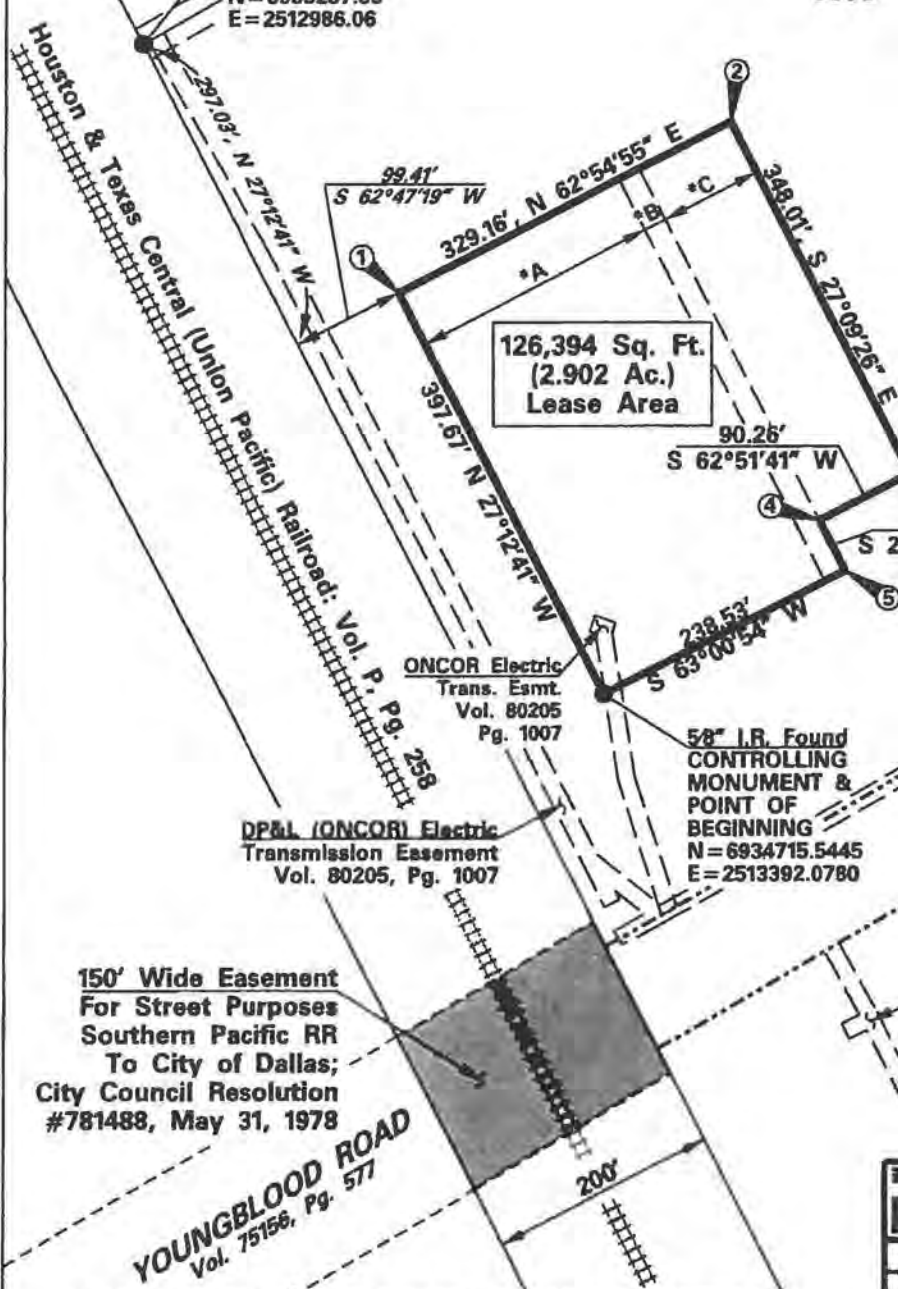 E=2512986.06
Houston & Texas Central (Union Pacific) Railroad: Vol. P, Pg. 258
297.03', N 27°12'41" W
99.41'
S 62°47'19" W
1
2
329.16', N 62°54'55" E
*A
*B
*C
348.01', S 27°09'26" E
126,394 Sq. Ft.
(2.902 Ac.)
Lease Area
397.67' N 27°12'41" W
90.26'
S 62°51'41" W
4
S 2
5
238.53'
S 63°00'54" W
ONCOR Electric
Trans. Esmt.
Vol. 80205
Pg. 1007
5/8" I.R. Found
CONTROLLING
MONUMENT &
POINT OF
BEGINNING
N=6934715.5445
E=2513392.0780
DP&L (ONCOR) Electric
Transmission Easement
Vol. 80205, Pg. 1007
150' Wide Easement
For Street Purposes
Southern Pacific RR
To City of Dallas;
City Council Resolution
#781488, May 31, 1978
YOUNGBLOOD ROAD
Vol. 75156, Pg. 577
200'